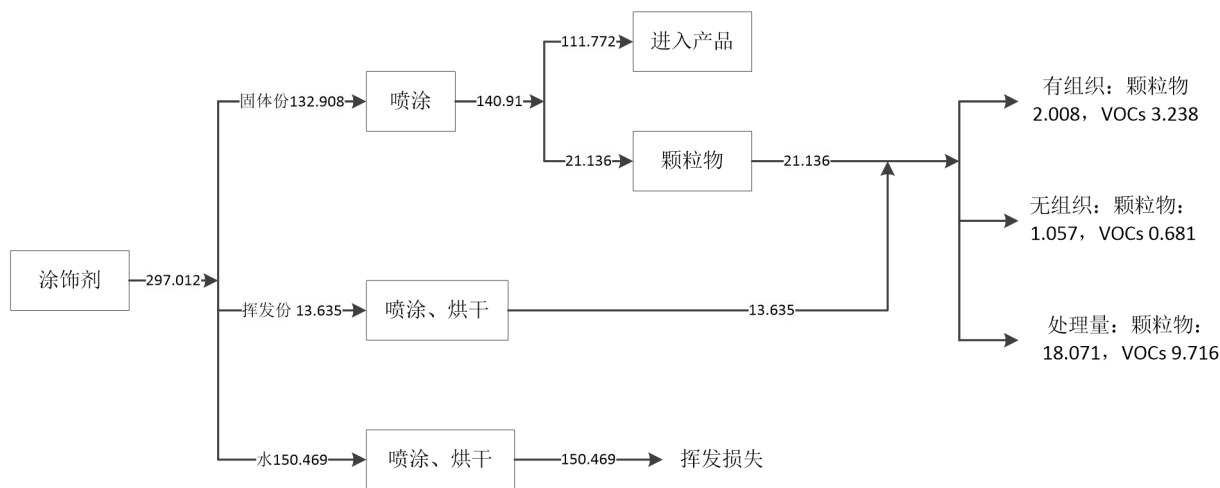 111.772
进入产品
固体份132.908
喷涂
140.91
21.136
颗粒物
21.136
有组织：颗粒物
2.008，VOCs 3.238
无组织：颗粒物：
1.057，VOCs 0.681
涂饰剂
297.012
挥发份 13.635
喷涂、烘干
13.635
处理量：颗粒物：
18.071，VOCs 9.716
水150.469
喷涂、烘干
150.469
挥发损失